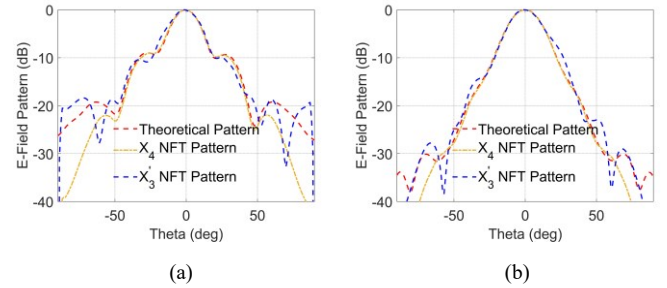 0
-10
-20
-30
-40
E-Field Pattern (dB)
Theoretical Pattern
X4 NFT Pattern
X3' NFT Pattern
-50 0 50
Theta (deg)
(a)
0
-10
-20
-30
-40
E-Field Pattern (dB)
Theoretical Pattern
X4 NFT Pattern
X3' NFT Pattern
-50 0 50
Theta (deg)
(b)